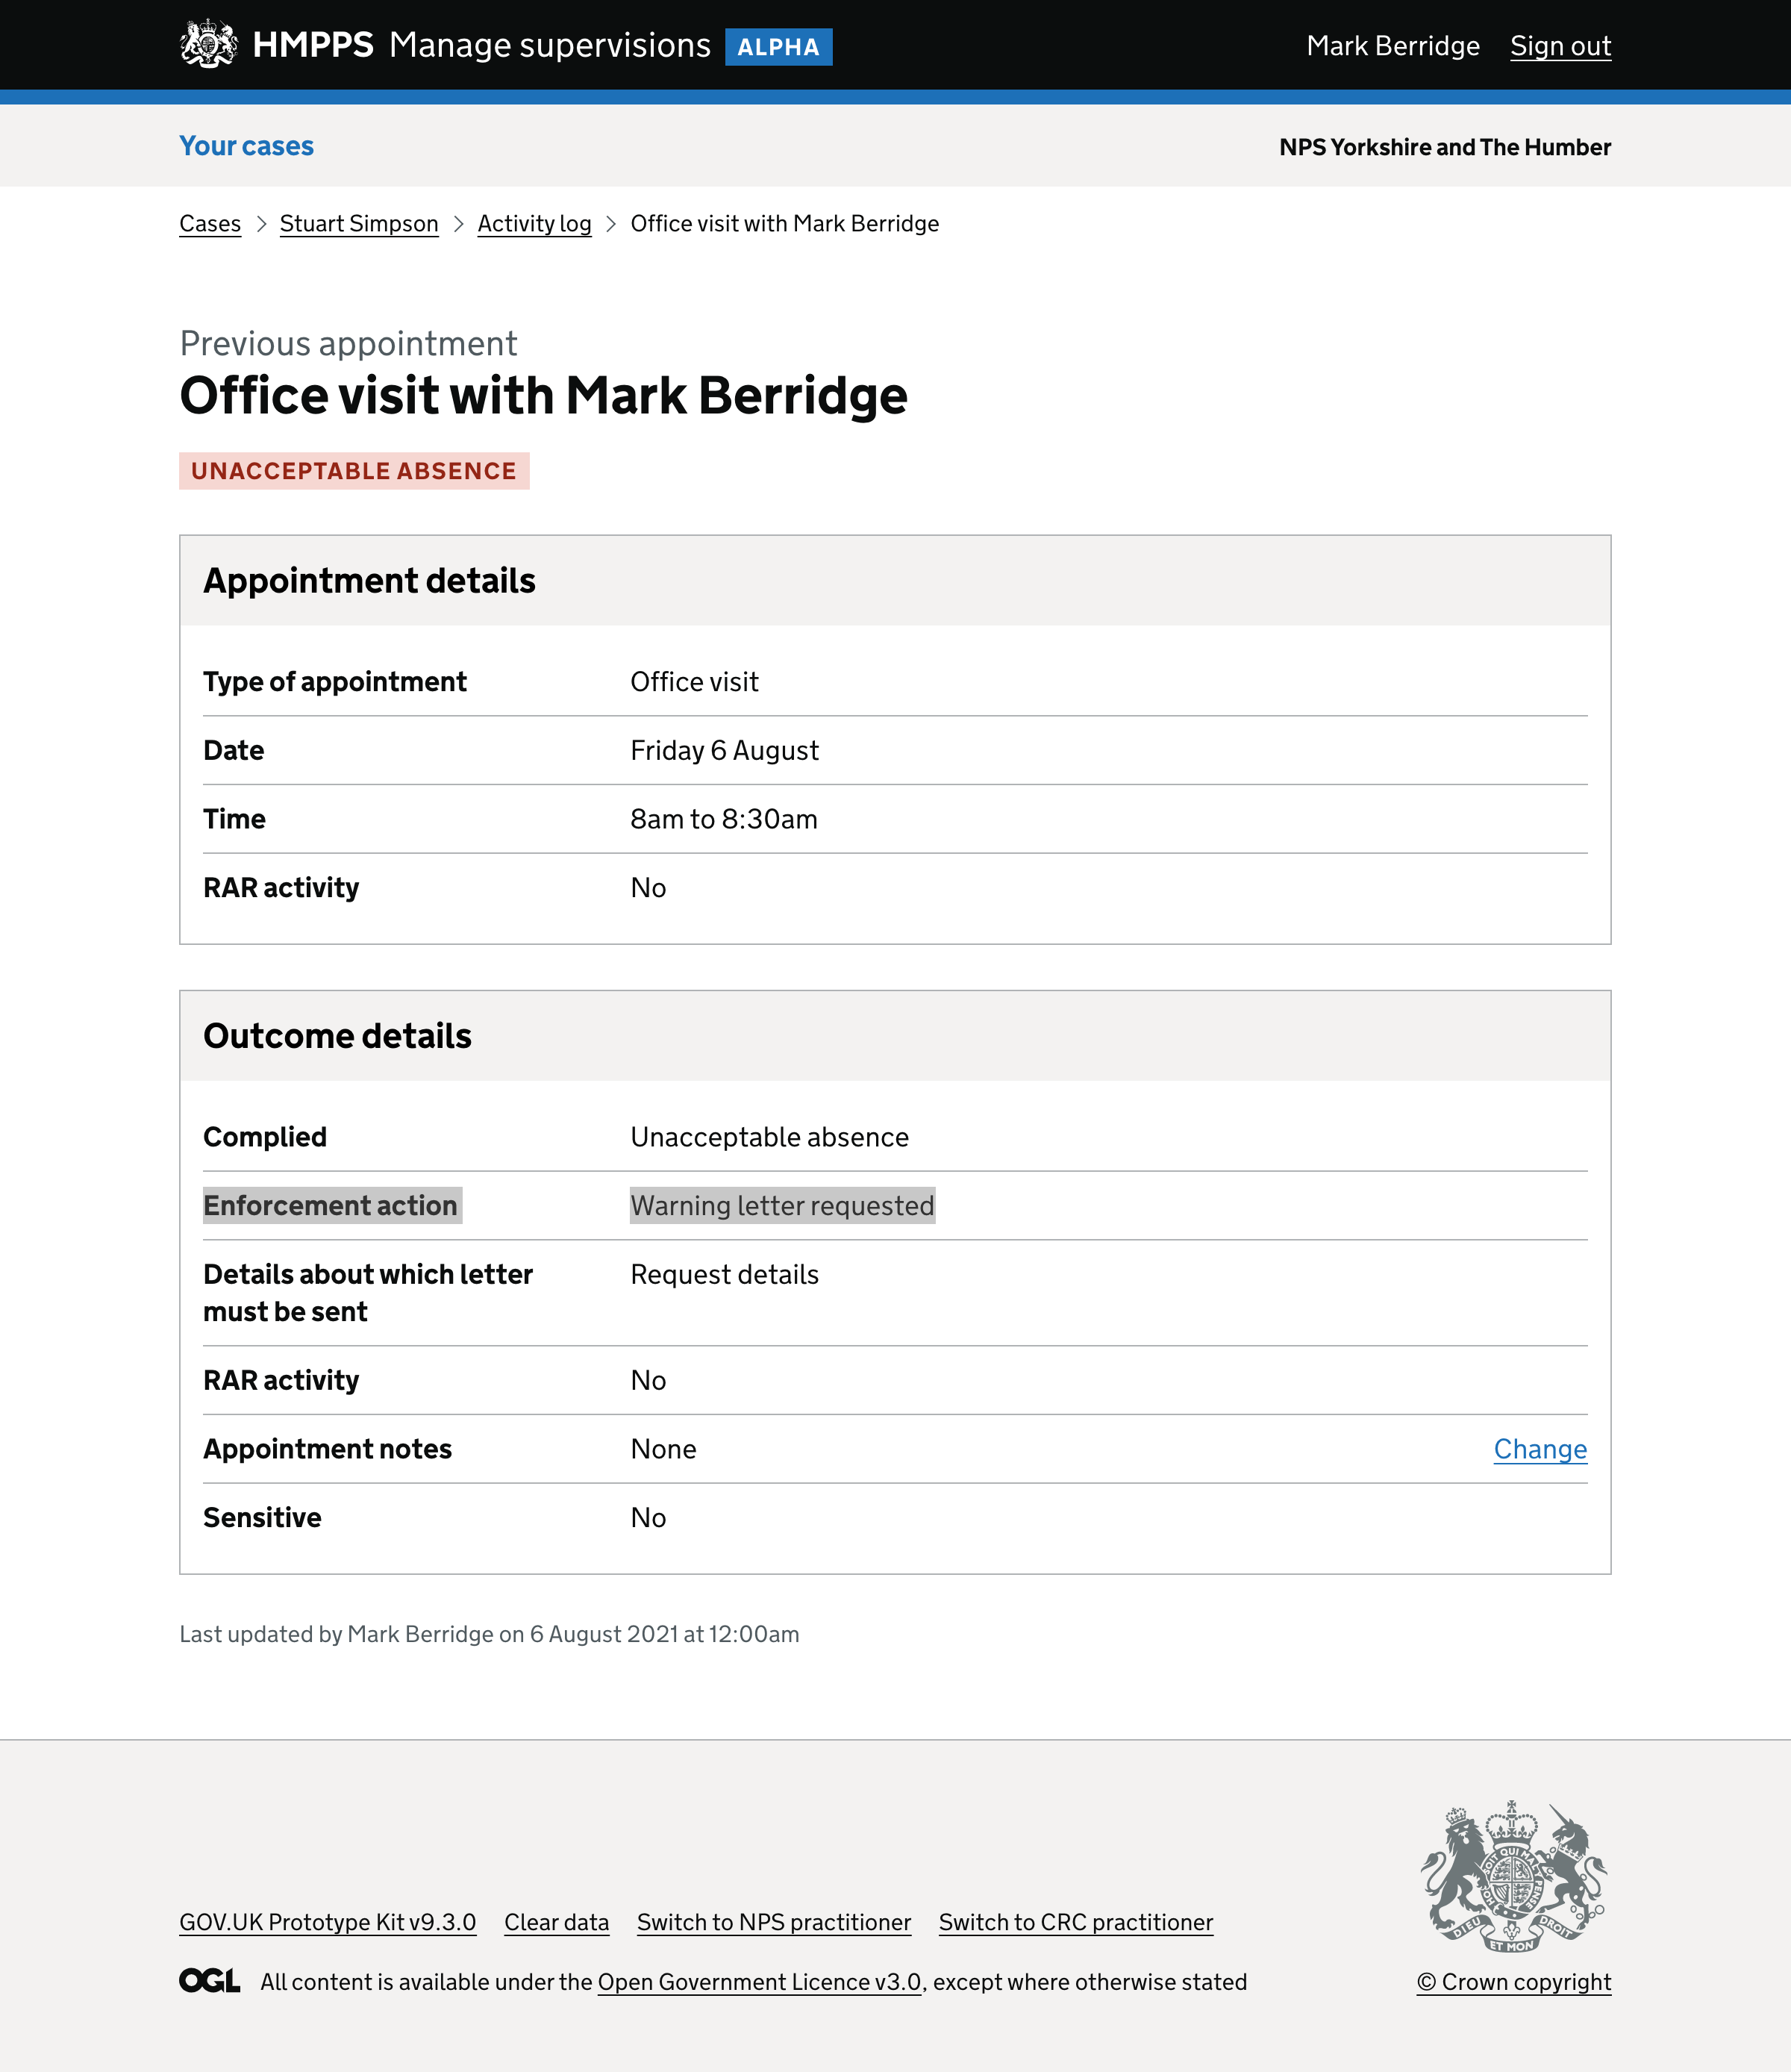 HMPPS Manage supervisions ALPHA
Mark Berridge Sign out
Your cases
NPS Yorkshire and The Humber
Cases > Stuart Simpson > Activity log > Office visit with Mark Berridge
Previous appointment
Office visit with Mark Berridge
UNACCEPTABLE ABSENCE
Appointment details
Type of appointment Office visit
Date Friday 6 August
Time 8am to 8:30am
RAR activity No
Outcome details
Complied Unacceptable absence
Enforcement action Warning letter requested
Details about which letter Request details
must be sent
RAR activity No
Appointment notes None Change
Sensitive No
Last updated by Mark Berridge on 6 August 2021 at 12:00am
GOV.UK Prototype Kit v9.3.0 Clear data Switch to NPS practitioner Switch to CRC practitioner
DIEU ET MON DROIT
OGL All content is available under the Open Government Licence v3.0, except where otherwise stated
© Crown copyright